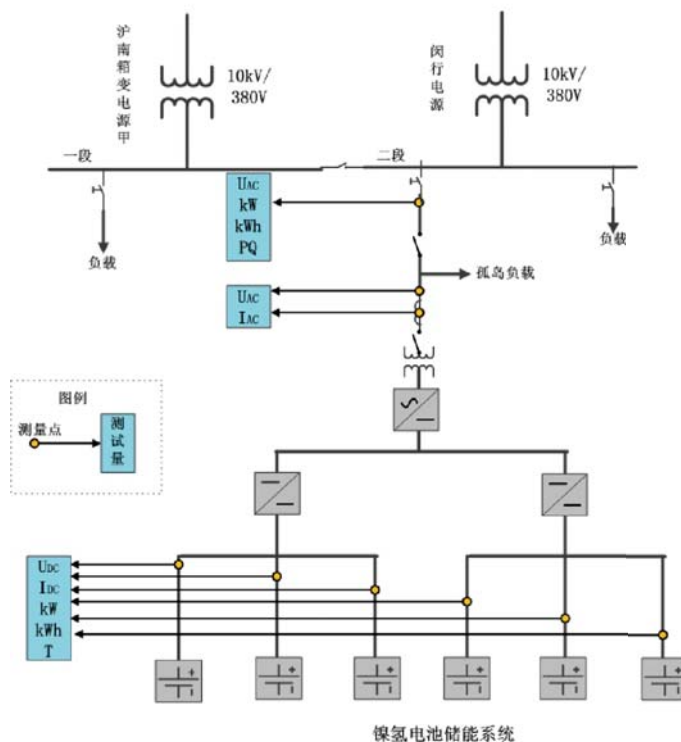 沪南箱变电源甲
10kV/
380V
闵行电源
10kV/
380V
一段
二段
UAC
kW
kWh
PQ
负载
负载
孤岛负载
UAC
IAC
图例
测量点
测试量
UDC
IDC
kW
kWh
T
镍氢电池储能系统